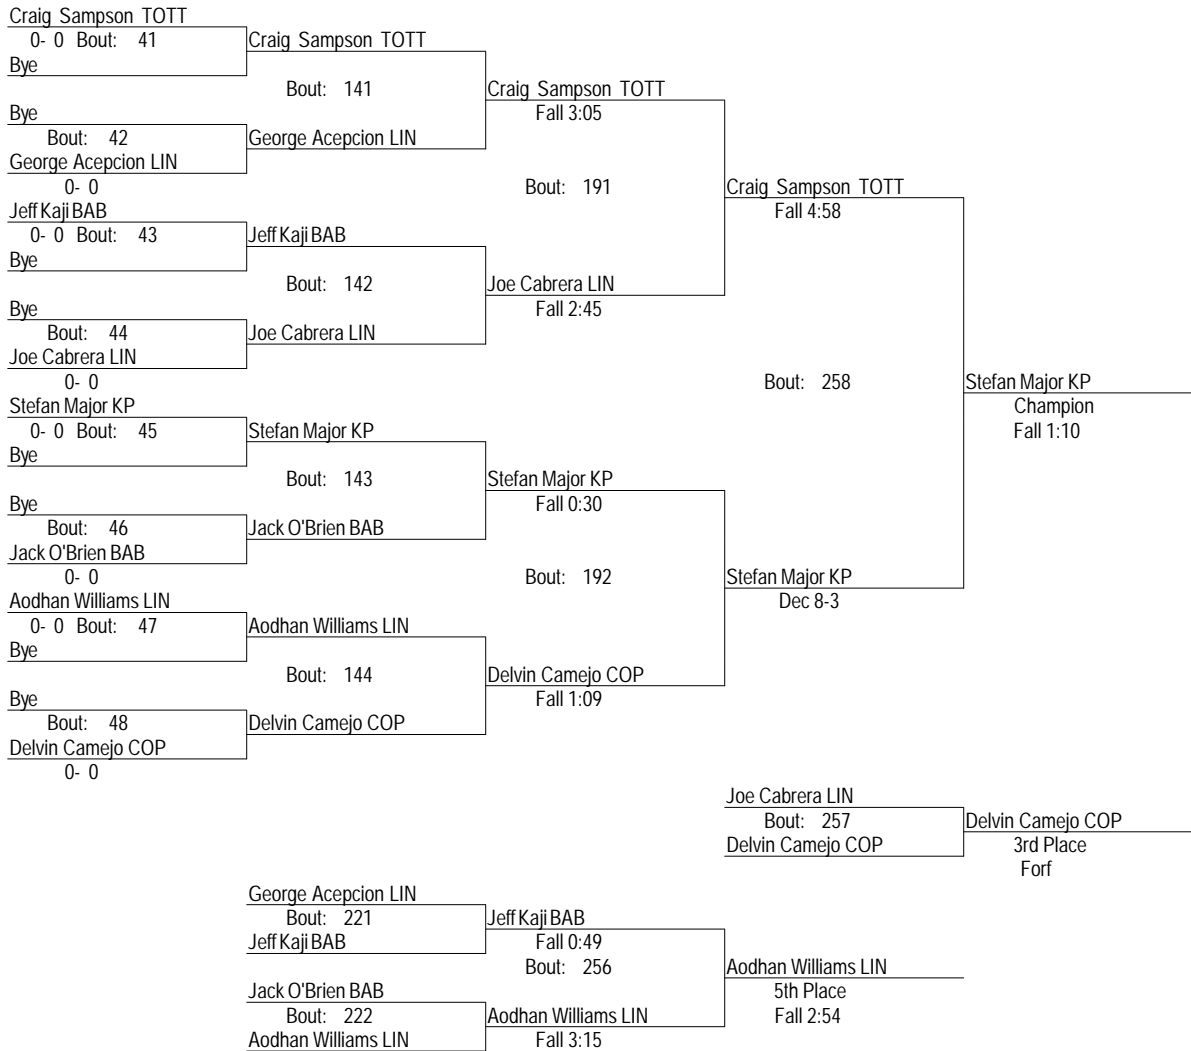 Craig Sampson TOTT
0- 0 Bout: 41 Craig Sampson TOTT
Bye
Bout: 141 Craig Sampson TOTT
Bye Fall 3:05
Bout: 42 George Acepcion LIN
George Acepcion LIN
0- 0 Bout: 191 Craig Sampson TOTT
Jeff Kaji BAB Fall 4:58
0- 0 Bout: 43 Jeff Kaji BAB
Bye
Bout: 142 Joe Cabrera LIN
Bye Fall 2:45
Bout: 44 Joe Cabrera LIN
Joe Cabrera LIN
0- 0 Bout: 258 Stefan Major KP
Stefan Major KP Champion
0- 0 Bout: 45 Stefan Major KP Fall 1:10
Bye
Bout: 143 Stefan Major KP
Bye Fall 0:30
Bout: 46 Jack O'Brien BAB
Jack O'Brien BAB
0- 0 Bout: 192 Stefan Major KP
Aodhan Williams LIN Dec 8-3
0- 0 Bout: 47 Aodhan Williams LIN
Bye
Bout: 144 Delvin Camejo COP
Bye Fall 1:09
Bout: 48 Delvin Camejo COP
Delvin Camejo COP
0- 0
Joe Cabrera LIN
Bout: 257 Delvin Camejo COP
Delvin Camejo COP 3rd Place
Forf
George Acepcion LIN
Bout: 221 Jeff Kaji BAB
Jeff Kaji BAB Fall 0:49
Bout: 256 Aodhan Williams LIN
Jack O'Brien BAB 5th Place
Bout: 222 Aodhan Williams LIN Fall 2:54
Aodhan Williams LIN Fall 3:15